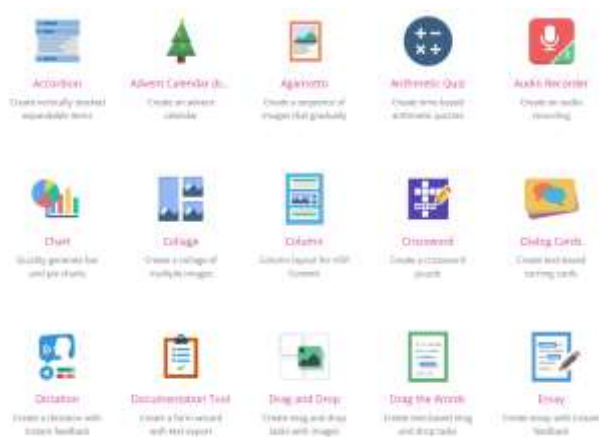 Accordion
Advent Calendar (b...
Agamotto
Arithmetic Quiz
Audio Recorder
Create vertically stacked
expandable items
Create an advent
calendar
Create a sequence of
images that gradually
Create time-based
arithmetic quizzes
Create an audio
recording
Chart
Collage
Column
Crossword
Dialog Cards
Quickly generate bar
and pie charts
Create a collage of
multiple images
Column layout for H5P
Content
Create a crossword
puzzle
Create text-based
turning cards
Dictation
Documentation Tool
Drag and Drop
Drag the Words
Essay
Create a dictation with
instant feedback
Create a form wizard
with text export
Create drag and drop
tasks with images
Create text-based drag
and drop tasks
Create essay with instant
feedback